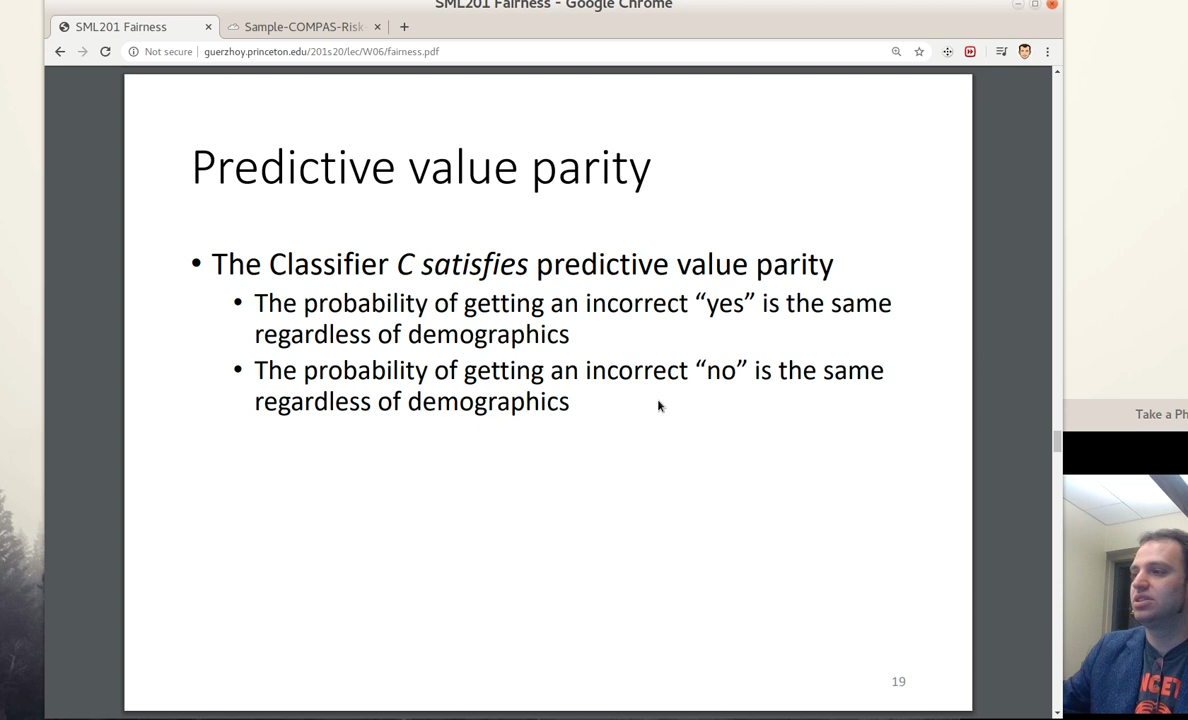 SML201 Fairness - Google Chrome
SML201 Fairness
Sample-COMPAS-Risk
Not secure
guerzhoy.princeton.edu/201s20/lec/W06/fairness.pdf
Predictive value parity
• The Classifier C satisfies predictive value parity
• The probability of getting an incorrect “yes” is the same
regardless of demographics
• The probability of getting an incorrect “no” is the same
regardless of demographics
19
Take a Ph
NCET